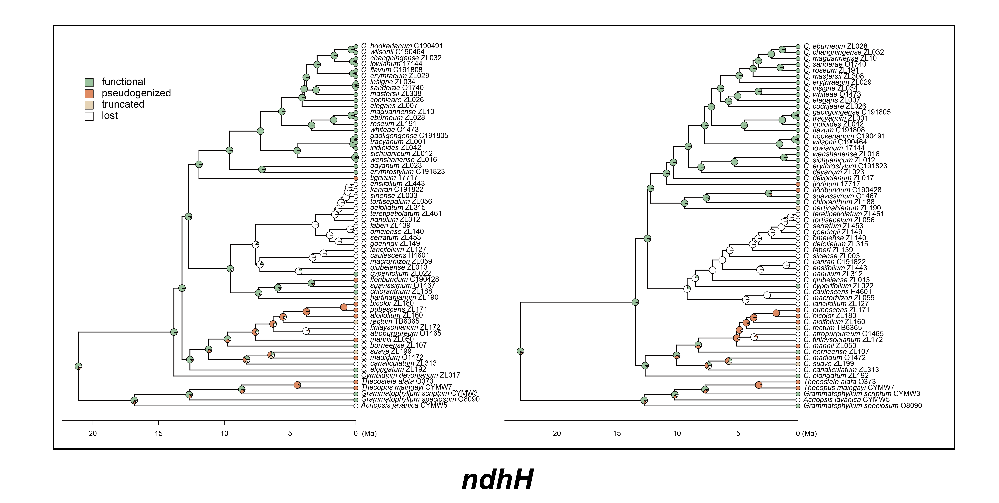 functional
pseudogenized
truncated
lost
C. hookerianum C190491
C. wilsonii C190464
C. changningense ZL032
C. lowianum 17144
C. flavum C191808
C. erythraeum ZL029
C. insigne ZL034
C. sanderae O1740
C. mastersii ZL308
C. cochleare ZL026
C. elegans ZL007
C. maguannense ZL10
C. eburneum ZL028
C. roseum ZL191
C. whiteae O1473
C. gaoligongense C191805
C. tracyanum ZL001
C. iridioides ZL042
C. sichuanicum ZL012
C. wenshanense ZL016
C. dayanum ZL023
C. erythrostylum C191823
C. tigrinum 17717
C. ensifolium ZL443
C. kanran C191822
C. sinense ZL003
C. tortisepalum ZL056
C. defoliatum ZL315
C. teretipetiolatum ZL461
C. nanulum ZL312
C. faberi ZL139
C. omeiense ZL140
C. serratum ZL453
C. goeringii ZL149
C. lancifolium ZL127
C. caulescens H4601
C. macrorhizon ZL059
C. qiubeiense ZL013
C. cyperifolium ZL022
C. floribundum C190428
C. suavissimum O1467
C. chloranthum ZL188
C. hartinahianum ZL190
C. bicolor ZL180
C. pubescens ZL171
C. aloifolium ZL160
C. rectum TB6365
C. finlaysonianum ZL172
C. atropurpureum O1465
C. mannii ZL050
C. borneense ZL107
C. suave ZL199
C. madidum O1472
C. canaliculatum ZL313
C. elongatum ZL192
Cymbidium devonianum ZL017
Thecostele alata O373
Thecopus maingayi CYMW7
Grammatophyllum scriptum CYMW3
Grammatophyllum speciosum O8090
Acriopsis javanica CYMW5
20 15 10 5 0 (Ma)
C. eburneum ZL028
C. changningense ZL032
C. maguannense ZL10
C. sanderae O1740
C. roseum ZL191
C. mastersii ZL308
C. erythraeum ZL029
C. insigne ZL034
C. whiteae O1473
C. elegans ZL007
C. cochleare ZL026
C. gaoligongense C191805
C. tracyanum ZL001
C. iridioides ZL042
C. flavum C191808
C. hookerianum C190491
C. wilsonii C190464
C. lowianum 17144
C. wenshanense ZL016
C. sichuanicum ZL012
C. erythrostylum C191823
C. dayanum ZL023
C. devonianum ZL017
C. tigrinum 17717
C. floribundum C190428
C. suavissimum O1467
C. chloranthum ZL188
C. hartinahianum ZL190
C. teretipetiolatum ZL461
C. tortisepalum ZL056
C. serratum ZL453
C. goeringii ZL149
C. omeiense ZL140
C. defoliatum ZL315
C. faberi ZL139
C. sinense ZL003
C. kanran C191822
C. ensifolium ZL443
C. nanulum ZL312
C. qiubeiense ZL013
C. cyperifolium ZL022
C. caulescens H4601
C. macrorhizon ZL059
C. lancifolium ZL127
C. pubescens ZL171
C. bicolor ZL180
C. aloifolium ZL160
C. rectum TB6365
C. atropurpureum O1465
C. finlaysonianum ZL172
C. mannii ZL050
C. borneense ZL107
C. madidum O1472
C. suave ZL199
C. canaliculatum ZL313
C. elongatum ZL192
Thecostele alata O373
Thecopus maingayi CYMW7
Grammatophyllum scriptum CYMW3
Acriopsis javanica CYMW5
Grammatophyllum speciosum O8090
20 15 10 5 0 (Ma)
ndhH